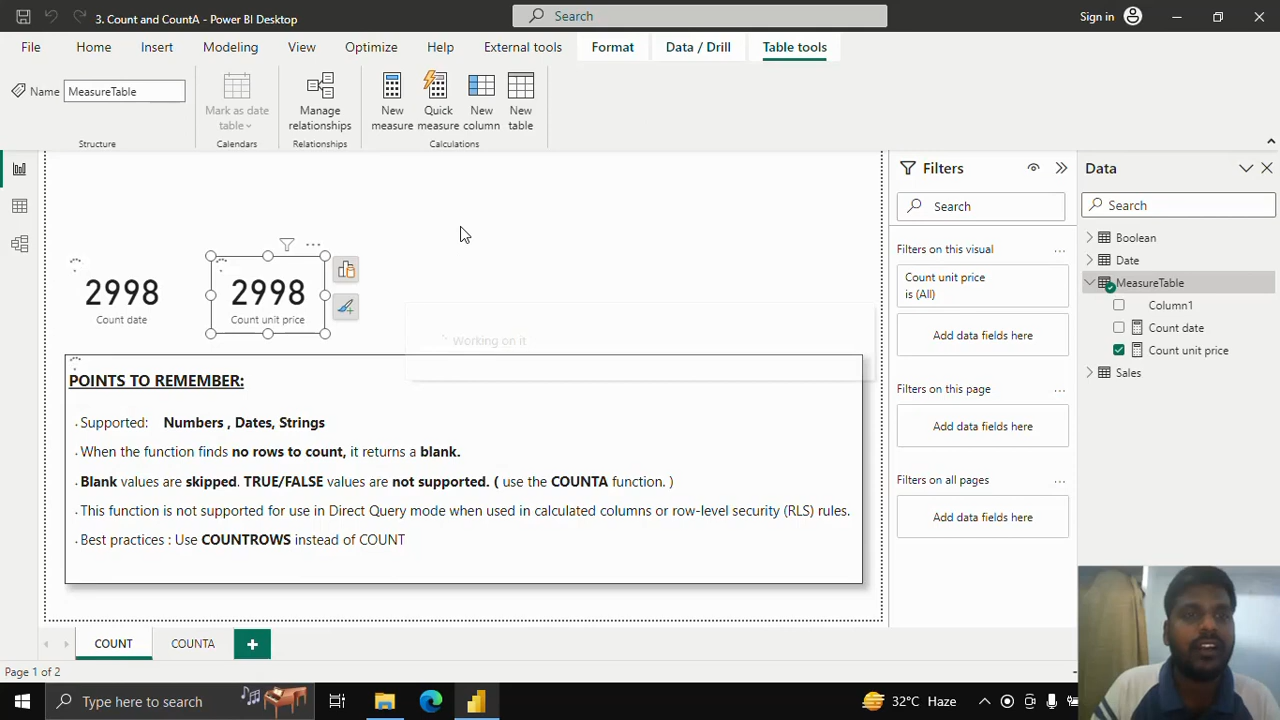 3. Count and CountA - Power BI Desktop
Search
Sign in
File
Home
Insert
Modeling
View
Optimize
Help
External tools
Format
Data / Drill
Table tools
Name
MeasureTable
Mark as date
table
Manage
relationships
New
measure
Quick
measure
New
column
New
table
Structure
Calendars
Relationships
Calculations
2998
Count date
2998
Count unit price
Working on it
POINTS TO REMEMBER:
. Supported: Numbers , Dates, Strings
. When the function finds no rows to count, it returns a blank.
. Blank values are skipped. TRUE/FALSE values are not supported. ( use the COUNTA function. )
. This function is not supported for use in Direct Query mode when used in calculated columns or row-level security (RLS) rules.
. Best practices : Use COUNTROWS instead of COUNT
Filters
Search
Filters on this visual
Count unit price
is (All)
Add data fields here
Filters on this page
Add data fields here
Filters on all pages
Add data fields here
Data
Search
Boolean
Date
MeasureTable
Column1
Count date
Count unit price
Sales
COUNT
COUNTA
Page 1 of 2
Type here to search
32°C Haze